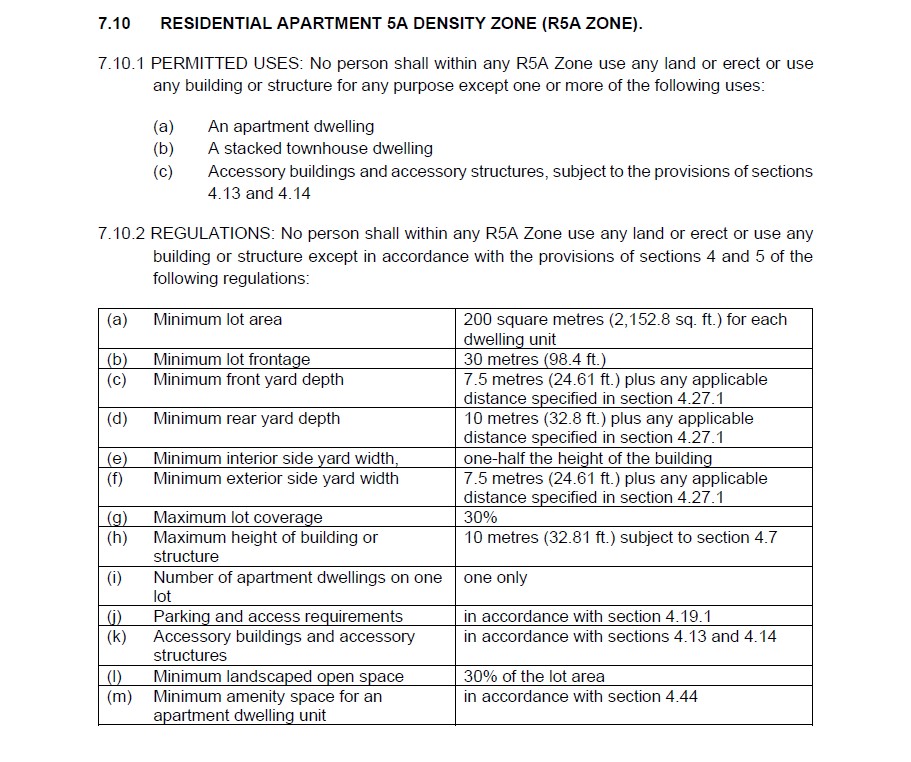 7.10 RESIDENTIAL APARTMENT 5A DENSITY ZONE (R5A ZONE).
7.10.1 PERMITTED USES: No person shall within any R5A Zone use any land or erect or use
any building or structure for any purpose except one or more of the following uses:
(a) An apartment dwelling
(b) A stacked townhouse dwelling
(c) Accessory buildings and accessory structures, subject to the provisions of sections
4.13 and 4.14
7.10.2 REGULATIONS: No person shall within any R5A Zone use any land or erect or use any
building or structure except in accordance with the provisions of sections 4 and 5 of the
following regulations:
(a) Minimum lot area 200 square metres (2,152.8 sq. ft.) for each
dwelling unit
(b) Minimum lot frontage 30 metres (98.4 ft.)
(c) Minimum front yard depth 7.5 metres (24.61 ft.) plus any applicable
distance specified in section 4.27.1
(d) Minimum rear yard depth 10 metres (32.8 ft.) plus any applicable
distance specified in section 4.27.1
(e) Minimum interior side yard width, one-half the height of the building
(f) Minimum exterior side yard width 7.5 metres (24.61 ft.) plus any applicable
distance specified in section 4.27.1
(g) Maximum lot coverage 30%
(h) Maximum height of building or 10 metres (32.81 ft.) subject to section 4.7
structure
(i) Number of apartment dwellings on one one only
lot
(j) Parking and access requirements in accordance with section 4.19.1
(k) Accessory buildings and accessory in accordance with sections 4.13 and 4.14
structures
(l) Minimum landscaped open space 30% of the lot area
(m) Minimum amenity space for an in accordance with section 4.44
apartment dwelling unit